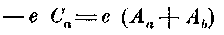 —e C_a = e (A_a + A_b)